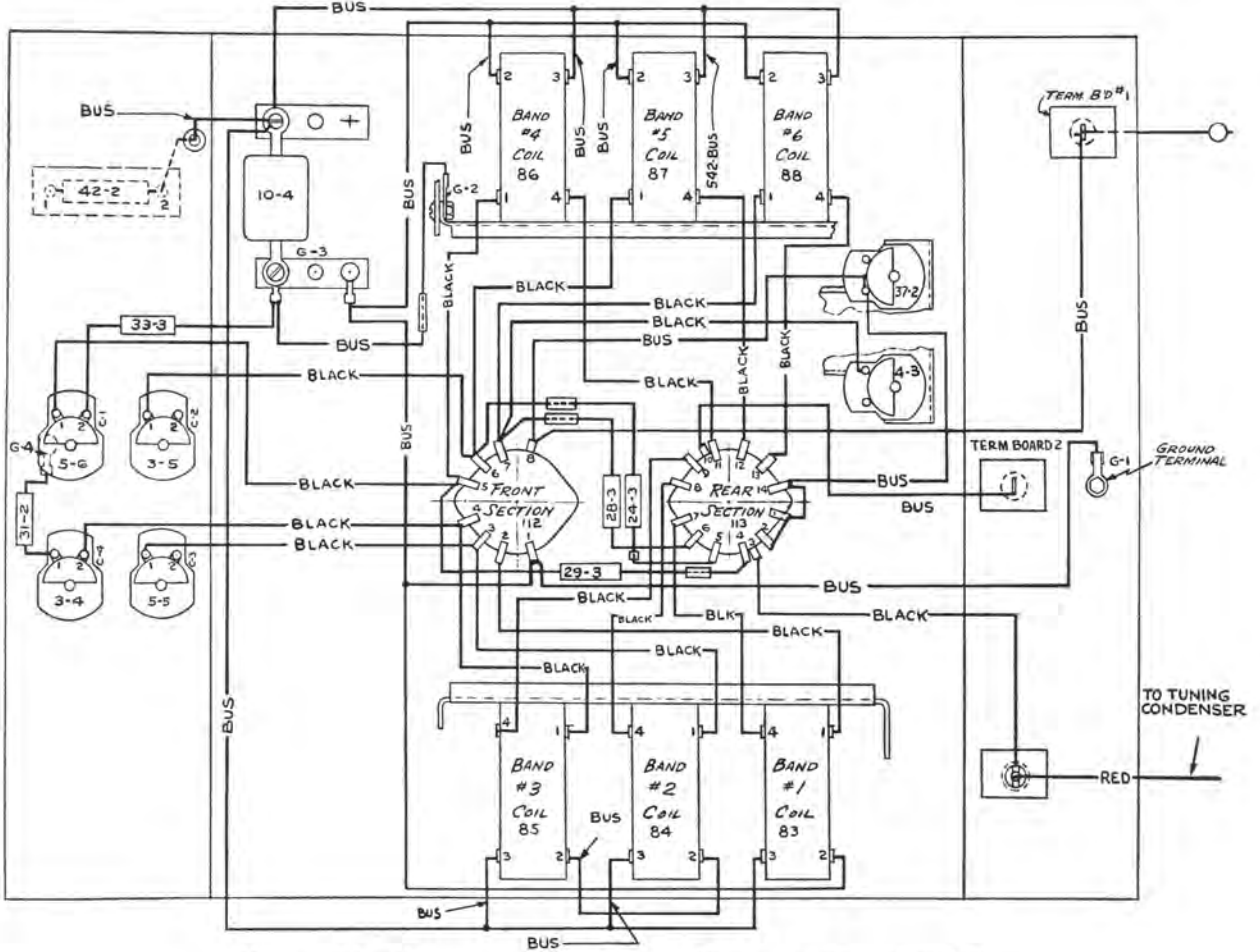 BUS
BUS
42-2
1
2
10-4
+
G-3
33-3
BUS
BLACK
BUS
BUS
G-2
BUS
2
3
BAND
#4
COIL
86
1
4
BUS
BUS
2
3
BAND
#5
COIL
87
1
4
542-BUS
2
3
BAND
#6
COIL
88
1
4
TERM. B'D #1
BUS
BLACK
BLACK
BLACK
BLACK
BUS
BLACK
BLACK
BLACK
37-2
4-3
1
2
C-1
G-4
5-6
1
2
C-2
3-5
31-2
1
2
C-4
3-4
1
2
C-3
5-5
BLACK
BLACK
BLACK
6
7
8
5
4
3
2
1
FRONT
SECTION
112
28-3
24-3
29-3
10
11
12
9
13
8
14
7
1
6
2
5
4
3
REAR
SECTION
113
BUS
BUS
TERM BOARD 2
G-1
GROUND
TERMINAL
BUS
BLACK
BLACK
BLK
BLACK
BLACK
BLACK
BLACK
BUS
4
1
BAND
#3
COIL
85
3
2
4
1
BAND
#2
COIL
84
3
2
4
1
BAND
#1
COIL
83
3
2
BUS
BUS
BUS
RED
TO TUNING
CONDENSER